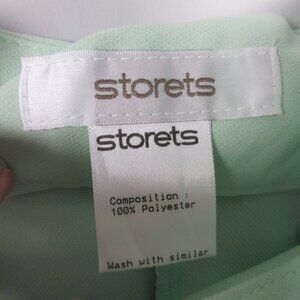 storets
storets
Composition :
100% Polyester
Wash with similar